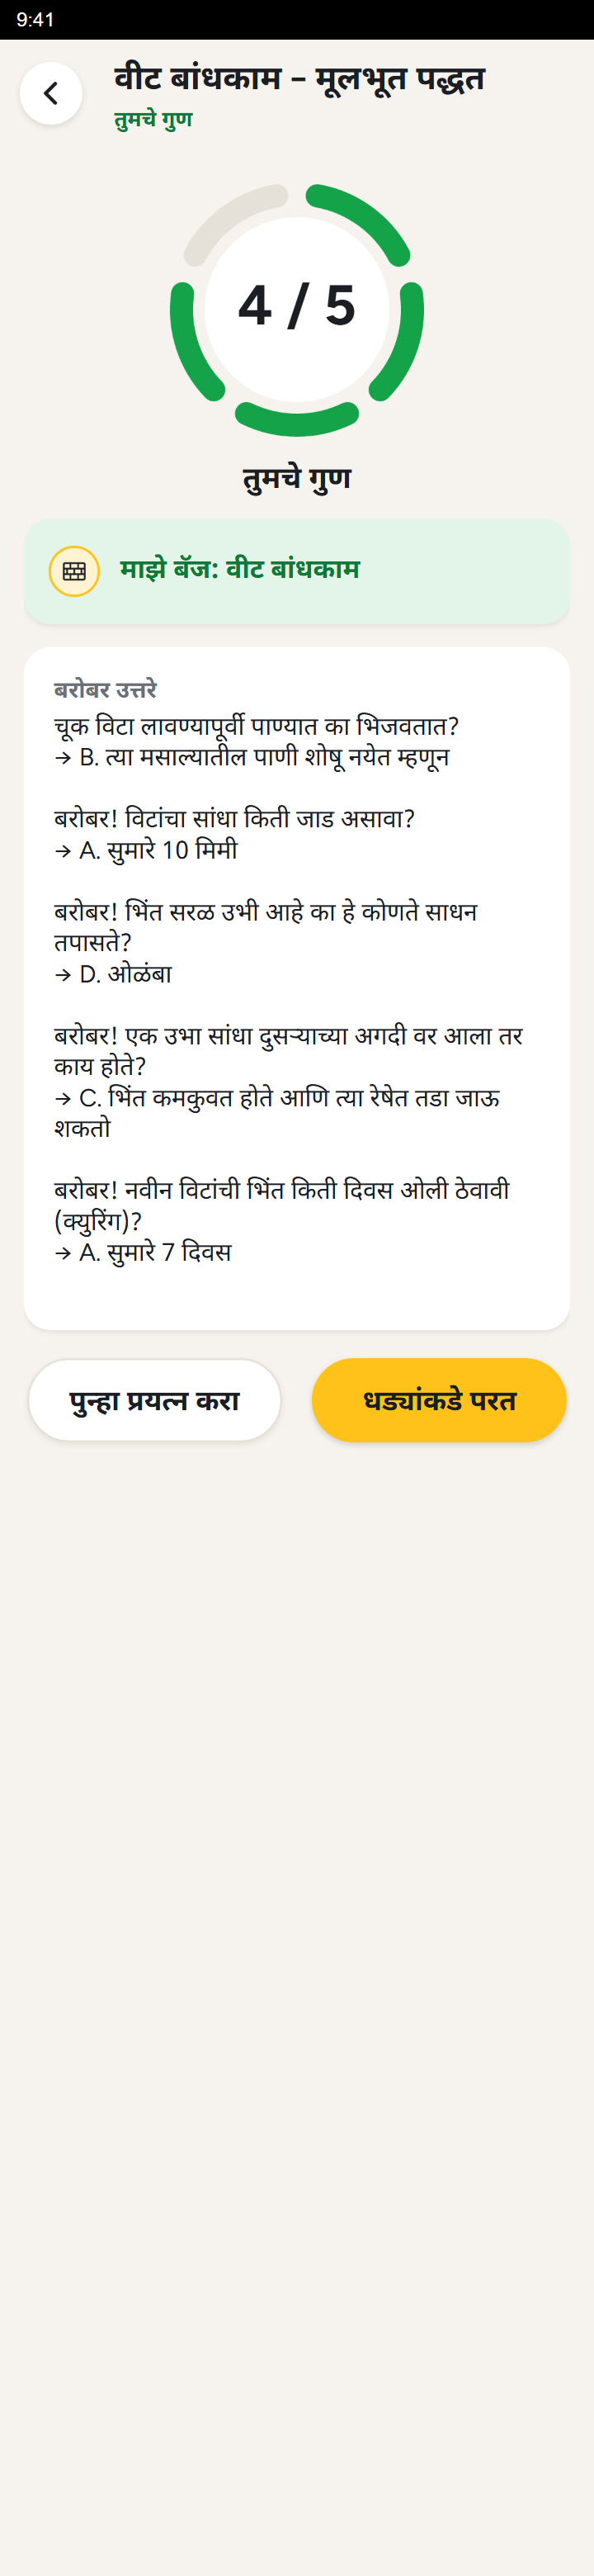 9:41
वीट बांधकाम – मूलभूत पद्धत
तुमचे गुण
4 / 5
तुमचे गुण
माझे बॅज: वीट बांधकाम
बरोबर उत्तरे
चूक विटा लावण्यापूर्वी पाण्यात का भिजवतात?
→ B. त्या मसाल्यातील पाणी शोषू नयेत म्हणून
बरोबर! विटांचा सांधा किती जाड असावा?
→ A. सुमारे 10 मिमी
बरोबर! भिंत सरळ उभी आहे का हे कोणते साधन
तपासते?
→ D. ओळंबा
बरोबर! एक उभा सांधा दुसऱ्याच्या अगदी वर आला तर
काय होते?
→ C. भिंत कमकुवत होते आणि त्या रेषेत तडा जाऊ
शकतो
बरोबर! नवीन विटांची भिंत किती दिवस ओली ठेवावी
(क्युरिंग)?
→ A. सुमारे 7 दिवस
पुन्हा प्रयत्न करा
धड्यांकडे परत